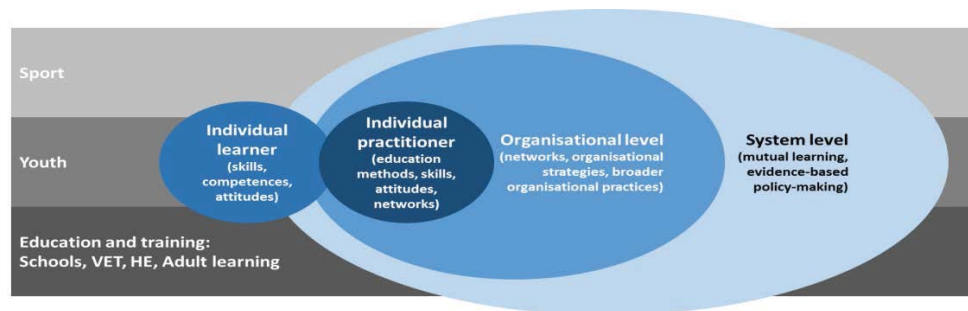 Sport
Youth
Education and training:
Schools, VET, HE, Adult learning
Individual
learner
(skills,
competences,
attitudes)
Individual
practitioner
(education
methods, skills,
attitudes,
networks)
Organisational level
(networks, organisational
strategies, broader
organisational practices)
System level
(mutual learning,
evidence-based
policy-making)